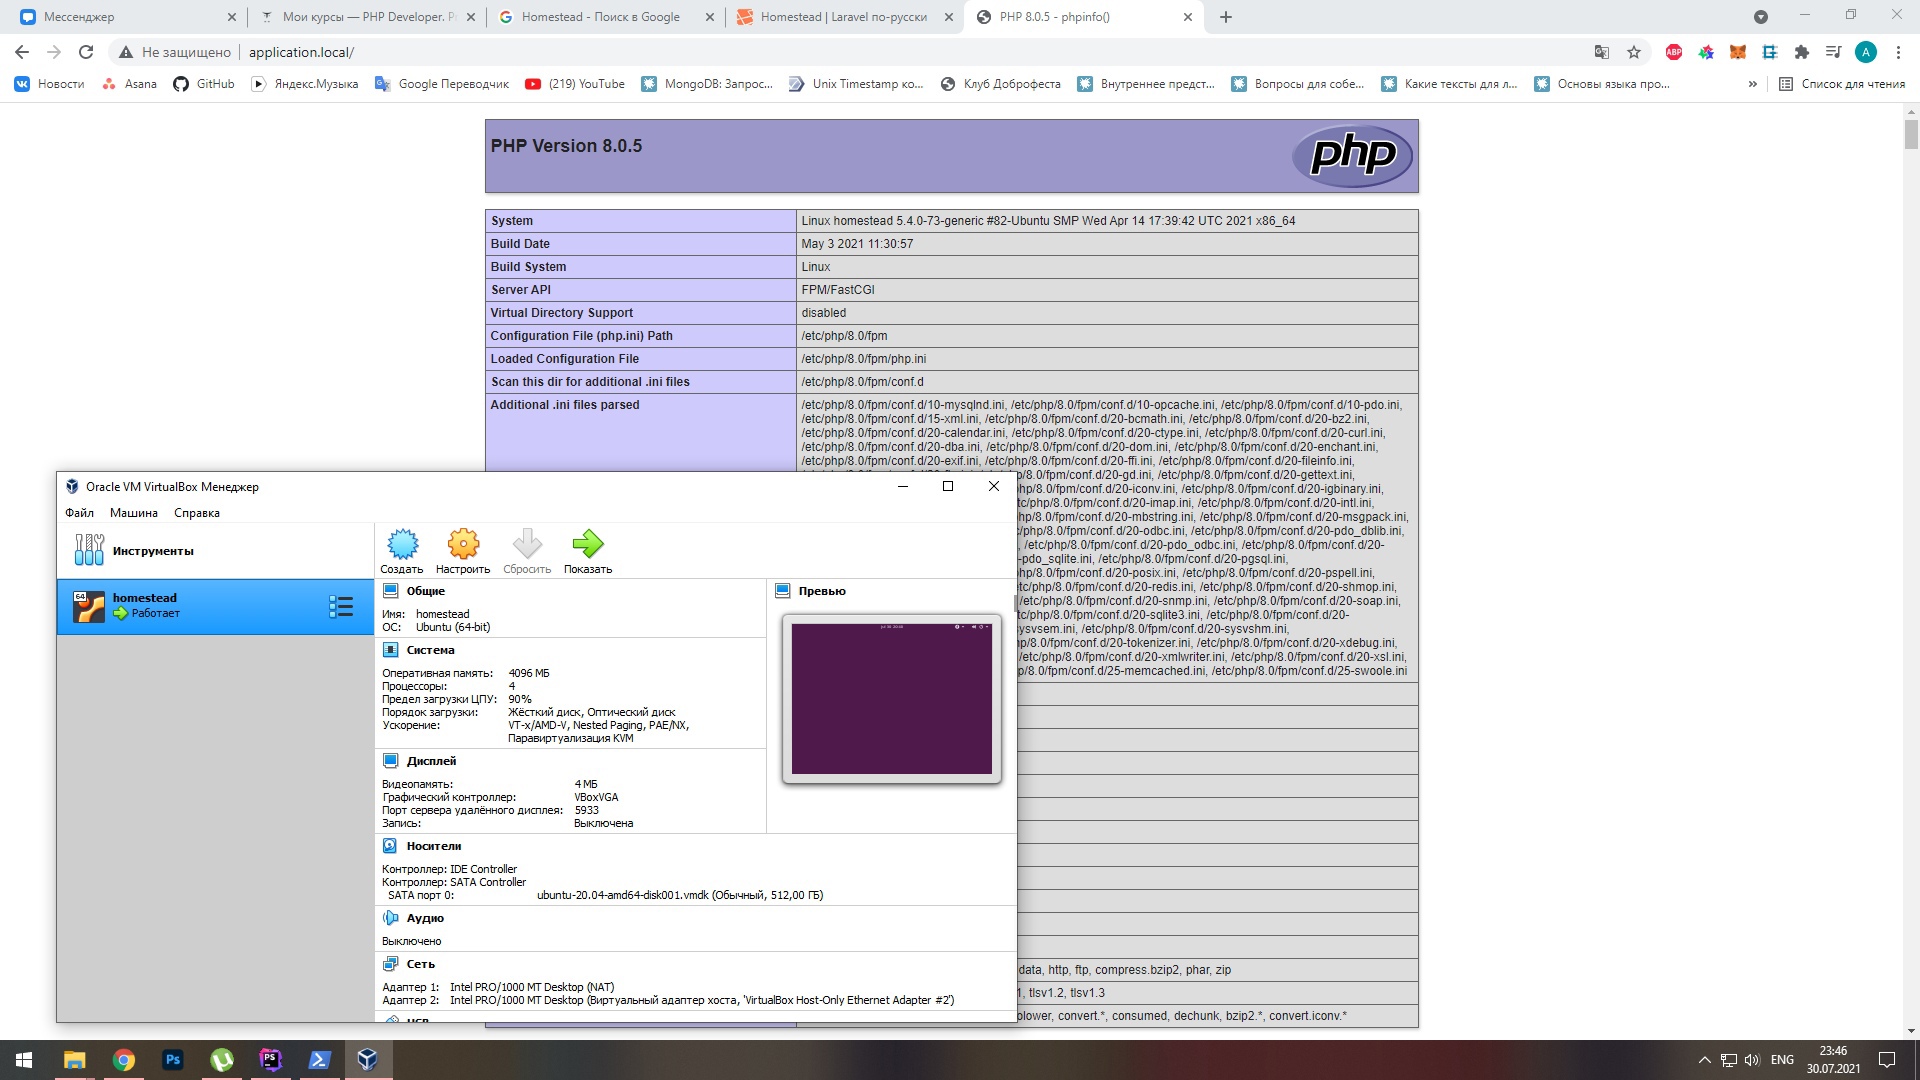 Мессенджер
Мои курсы — PHP Developer. P
Homestead - Поиск в Google
Homestead | Laravel по-русски
PHP 8.0.5 - phpinfo()
Не защищено
application.local/
ABP
A
Новости
Asana
GitHub
Яндекс.Музыка
Google Переводчик
(219) YouTube
MongoDB: Запрос...
Unix Timestamp ко...
Клуб Доброфеста
Внутреннее предст...
Вопросы для собе...
Какие тексты для л...
Основы языка про...
»
Список для чтения
PHP Version 8.0.5
php
System Linux homestead 5.4.0-73-generic #82-Ubuntu SMP Wed Apr 14 17:39:42 UTC 2021 x86_64
Build Date May 3 2021 11:30:57
Build System Linux
Server API FPM/FastCGI
Virtual Directory Support disabled
Configuration File (php.ini) Path /etc/php/8.0/fpm
Loaded Configuration File /etc/php/8.0/fpm/php.ini
Scan this dir for additional .ini files /etc/php/8.0/fpm/conf.d
Additional .ini files parsed /etc/php/8.0/fpm/conf.d/10-mysqlnd.ini, /etc/php/8.0/fpm/conf.d/10-opcache.ini, /etc/php/8.0/fpm/conf.d/10-pdo.ini,
/etc/php/8.0/fpm/conf.d/15-xml.ini, /etc/php/8.0/fpm/conf.d/20-bcmath.ini, /etc/php/8.0/fpm/conf.d/20-bz2.ini,
/etc/php/8.0/fpm/conf.d/20-calendar.ini, /etc/php/8.0/fpm/conf.d/20-ctype.ini, /etc/php/8.0/fpm/conf.d/20-curl.ini,
/etc/php/8.0/fpm/conf.d/20-dba.ini, /etc/php/8.0/fpm/conf.d/20-dom.ini, /etc/php/8.0/fpm/conf.d/20-enchant.ini,
/etc/php/8.0/fpm/conf.d/20-exif.ini, /etc/php/8.0/fpm/conf.d/20-ffi.ini, /etc/php/8.0/fpm/conf.d/20-fileinfo.ini,
20-gd.ini, /etc/php/8.0/fpm/conf.d/20-gettext.ini,
hp/8.0/fpm/conf.d/20-iconv.ini, /etc/php/8.0/fpm/conf.d/20-igbinary.ini,
tc/php/8.0/fpm/conf.d/20-imap.ini, /etc/php/8.0/fpm/conf.d/20-intl.ini,
p/8.0/fpm/conf.d/20-mbstring.ini, /etc/php/8.0/fpm/conf.d/20-msgpack.ini,
/8.0/fpm/conf.d/20-odbc.ini, /etc/php/8.0/fpm/conf.d/20-pdo_dblib.ini,
, /etc/php/8.0/fpm/conf.d/20-pdo_odbc.ini, /etc/php/8.0/fpm/conf.d/20-
pdo_sqlite.ini, /etc/php/8.0/fpm/conf.d/20-pgsql.ini,
p/8.0/fpm/conf.d/20-posix.ini, /etc/php/8.0/fpm/conf.d/20-pspell.ini,
tc/php/8.0/fpm/conf.d/20-redis.ini, /etc/php/8.0/fpm/conf.d/20-shmop.ini,
p/8.0/fpm/conf.d/20-snmp.ini, /etc/php/8.0/fpm/conf.d/20-soap.ini,
tc/php/8.0/fpm/conf.d/20-sqlite3.ini, /etc/php/8.0/fpm/conf.d/20-
ysvsem.ini, /etc/php/8.0/fpm/conf.d/20-sysvshm.ini,
p/8.0/fpm/conf.d/20-tokenizer.ini, /etc/php/8.0/fpm/conf.d/20-xdebug.ini,
/etc/php/8.0/fpm/conf.d/20-xmlwriter.ini, /etc/php/8.0/fpm/conf.d/20-xsl.ini,
p/8.0/fpm/conf.d/25-memcached.ini, /etc/php/8.0/fpm/conf.d/25-swoole.ini
data, http, ftp, compress.bzip2, phar, zip
1, tlsv1.2, tlsv1.3
olower, convert.*, consumed, dechunk, bzip2.*, convert.iconv.*
Oracle VM VirtualBox Менеджер
Файл Машина Справка
Инструменты
Создать Настроить Сбросить Показать
64
homestead
Работает
Общие
Имя: homestead
ОС: Ubuntu (64-bit)
Система
Оперативная память: 4096 МБ
Процессоры: 4
Предел загрузки ЦПУ: 90%
Порядок загрузки: Жёсткий диск, Оптический диск
Ускорение: VT-x/AMD-V, Nested Paging, PAE/NX,
Паравиртуализация KVM
Дисплей
Видеопамять: 4 МБ
Графический контроллер: VBoxVGA
Порт сервера удалённого дисплея: 5933
Запись: Выключена
Превью
Носители
Контроллер: IDE Controller
Контроллер: SATA Controller
SATA порт 0: ubuntu-20.04-amd64-disk001.vmdk (Обычный, 512,00 ГБ)
Аудио
Выключено
Сеть
Адаптер 1: Intel PRO/1000 MT Desktop (NAT)
Адаптер 2: Intel PRO/1000 MT Desktop (Виртуальный адаптер хоста, 'VirtualBox Host-Only Ethernet Adapter #2')
USB
Ps
PS
ENG
23:46
30.07.2021